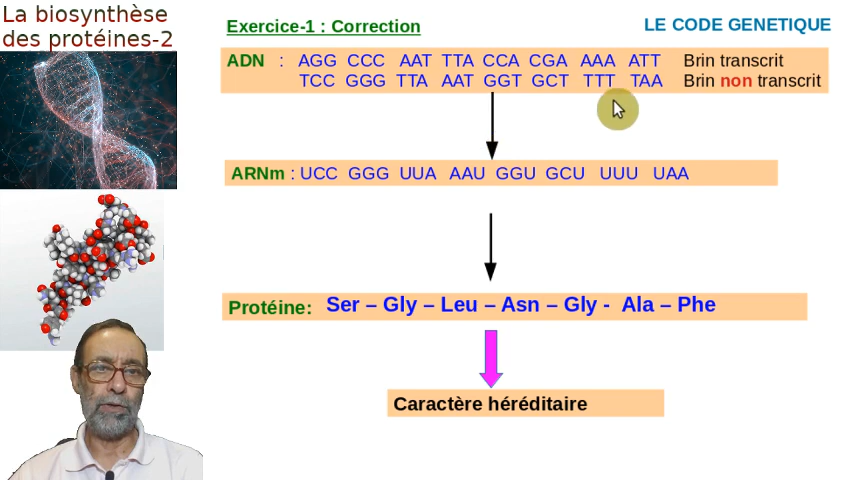 La biosynthèse
des protéines-2
Exercice-1 : Correction
LE CODE GENETIQUE
ADN : AGG CCC AAT TTA CCA CGA AAA ATT Brin transcrit
TCC GGG TTA AAT GGT GCT TTT TAA Brin non transcrit
ARNm : UCC GGG UUA AAU GGU GCU UUU UAA
Protéine: Ser – Gly – Leu – Asn – Gly - Ala – Phe
Caractère héréditaire